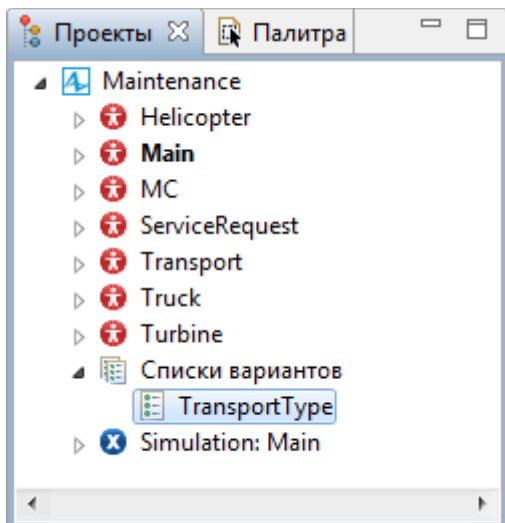 Проекты Палитра
Maintenance
Helicopter
Main
MC
ServiceRequest
Transport
Truck
Turbine
Списки вариантов
TransportType
Simulation: Main